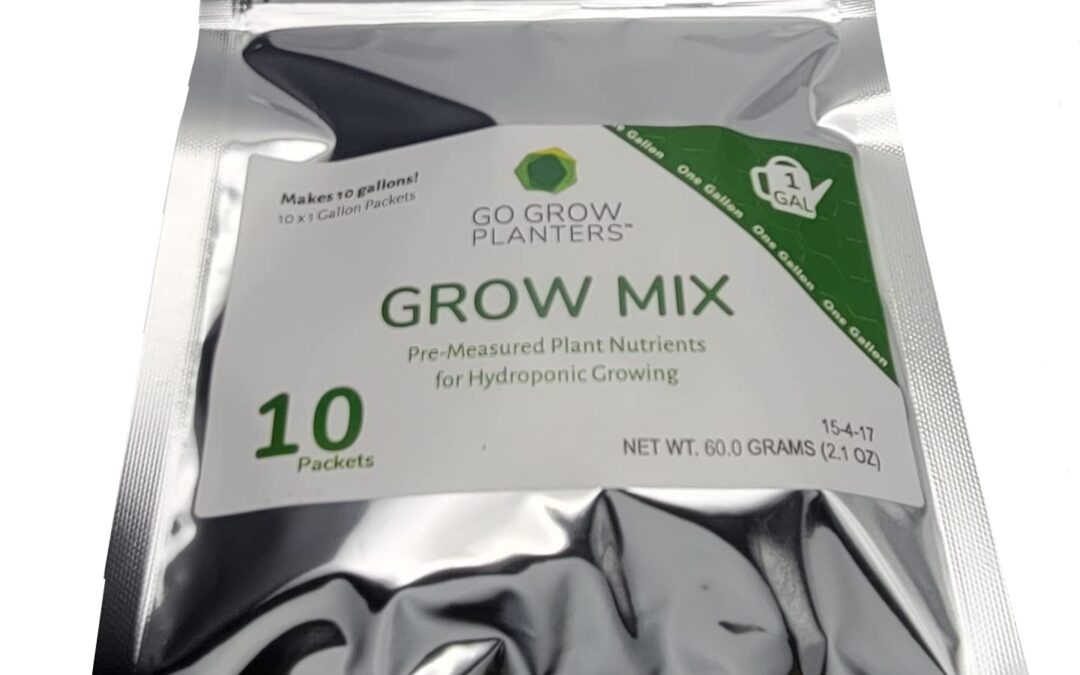 Makes 10 gallons!
10 x 1 Gallon Packets
GO GROW
PLANTERS™
One Gallon One Gallon One Gallon One Gallon
1
GAL
GROW MIX
Pre-Measured Plant Nutrients
for Hydroponic Growing
10
Packets
15-4-17
NET WT. 60.0 GRAMS (2.1 OZ)